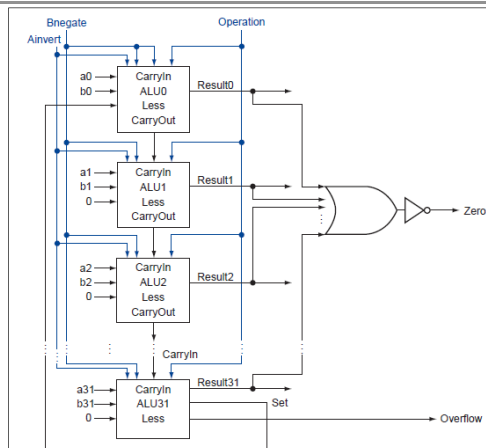 Bnegate
Operation
Ainvert
a0
b0
CarryIn
ALU0
Less
CarryOut
Result0
a1
b1
0
CarryIn
ALU1
Less
CarryOut
Result1
Zero
a2
b2
0
CarryIn
ALU2
Less
CarryOut
Result2
CarryIn
a31
b31
0
CarryIn
ALU31
Less
Result31
Set
Overflow